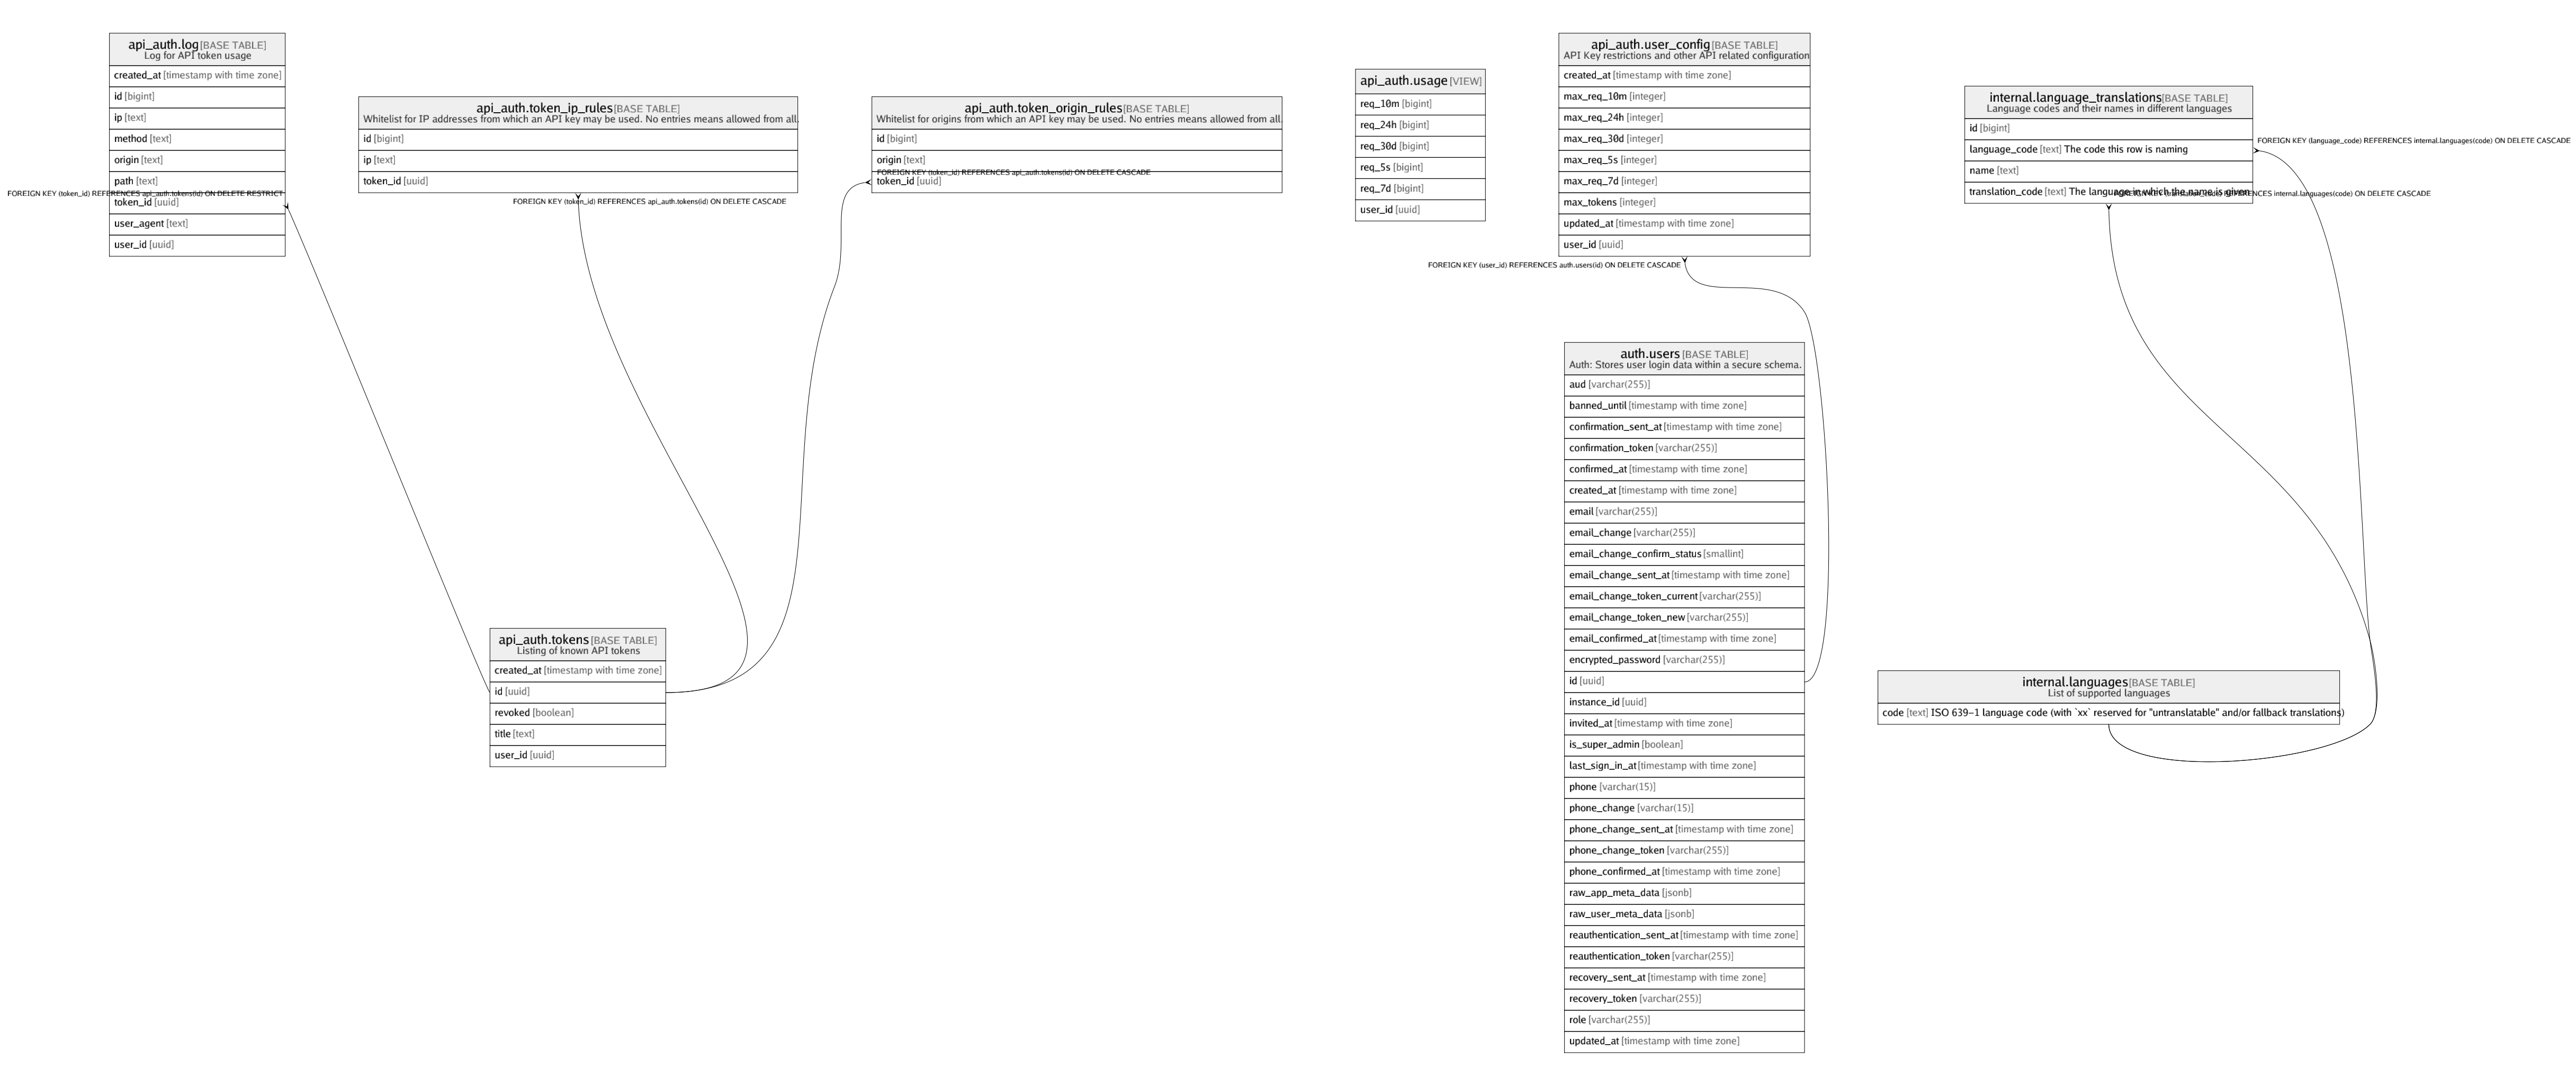 api_auth.log [BASE TABLE]
Log for API token usage
created_at [timestamp with time zone]
id [bigint]
ip [text]
method [text]
origin [text]
path [text]
FOREIGN KEY (token_id) REFERENCES api_auth.tokens(id) ON DELETE RESTRICT
token_id [uuid]
user_agent [text]
user_id [uuid]
api_auth.token_ip_rules [BASE TABLE]
Whitelist for IP addresses from which an API key may be used. No entries means allowed from all.
id [bigint]
ip [text]
token_id [uuid]
FOREIGN KEY (token_id) REFERENCES api_auth.tokens(id) ON DELETE CASCADE
api_auth.token_origin_rules [BASE TABLE]
Whitelist for origins from which an API key may be used. No entries means allowed from all.
id [bigint]
origin [text]
FOREIGN KEY (token_id) REFERENCES api_auth.tokens(id) ON DELETE CASCADE
token_id [uuid]
api_auth.usage [VIEW]
req_10m [bigint]
req_24h [bigint]
req_30d [bigint]
req_5s [bigint]
req_7d [bigint]
user_id [uuid]
api_auth.user_config [BASE TABLE]
API Key restrictions and other API related configuration
created_at [timestamp with time zone]
max_req_10m [integer]
max_req_24h [integer]
max_req_30d [integer]
max_req_5s [integer]
max_req_7d [integer]
max_tokens [integer]
updated_at [timestamp with time zone]
user_id [uuid]
FOREIGN KEY (user_id) REFERENCES auth.users(id) ON DELETE CASCADE
internal.language_translations [BASE TABLE]
Language codes and their names in different languages
id [bigint]
FOREIGN KEY (language_code) REFERENCES internal.languages(code) ON DELETE CASCADE
language_code [text] The code this row is naming
name [text]
translation_code [text] The language in which the name is given
FOREIGN KEY (translation_code) REFERENCES internal.languages(code) ON DELETE CASCADE
auth.users [BASE TABLE]
Auth: Stores user login data within a secure schema.
aud [varchar(255)]
banned_until [timestamp with time zone]
confirmation_sent_at [timestamp with time zone]
confirmation_token [varchar(255)]
confirmed_at [timestamp with time zone]
created_at [timestamp with time zone]
email [varchar(255)]
email_change [varchar(255)]
email_change_confirm_status [smallint]
email_change_sent_at [timestamp with time zone]
email_change_token_current [varchar(255)]
email_change_token_new [varchar(255)]
email_confirmed_at [timestamp with time zone]
encrypted_password [varchar(255)]
id [uuid]
instance_id [uuid]
invited_at [timestamp with time zone]
is_super_admin [boolean]
last_sign_in_at [timestamp with time zone]
phone [varchar(15)]
phone_change [varchar(15)]
phone_change_sent_at [timestamp with time zone]
phone_change_token [varchar(255)]
phone_confirmed_at [timestamp with time zone]
raw_app_meta_data [jsonb]
raw_user_meta_data [jsonb]
reauthentication_sent_at [timestamp with time zone]
reauthentication_token [varchar(255)]
recovery_sent_at [timestamp with time zone]
recovery_token [varchar(255)]
role [varchar(255)]
updated_at [timestamp with time zone]
api_auth.tokens [BASE TABLE]
Listing of known API tokens
created_at [timestamp with time zone]
id [uuid]
revoked [boolean]
title [text]
user_id [uuid]
internal.languages [BASE TABLE]
List of supported languages
code [text] ISO 639-1 language code (with `xx` reserved for "untranslatable" and/or fallback translations)